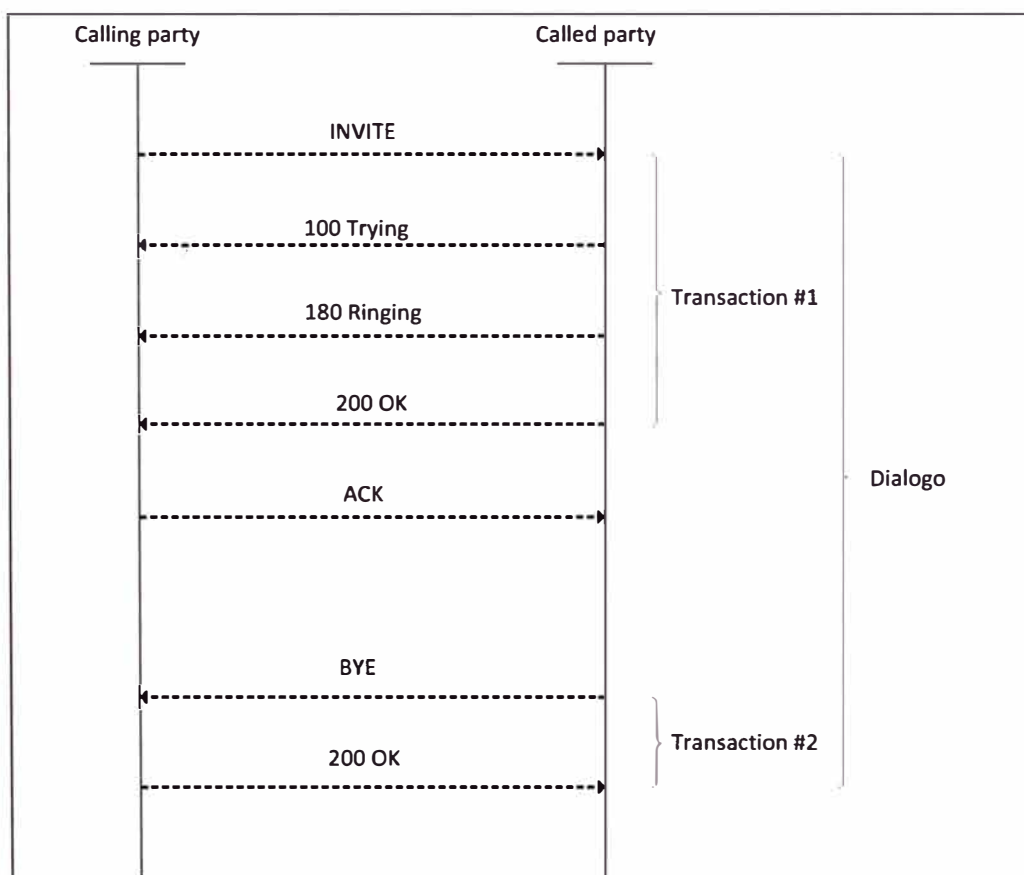 Calling party
Called party
INVITE
100 Trying
180 Ringing
Transaction #1
200 OK
Dialogo
ACK
BYE
Transaction #2
200 OK